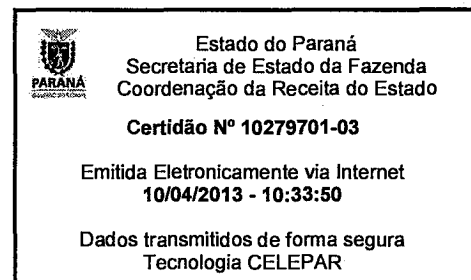 PARANÁ
Estado do Paraná
Secretaria de Estado da Fazenda
Coordenação da Receita do Estado
Certidão Nº 10279701-03
Emitida Eletronicamente via Internet
10/04/2013 - 10:33:50
Dados transmitidos de forma segura
Tecnologia CELEPAR